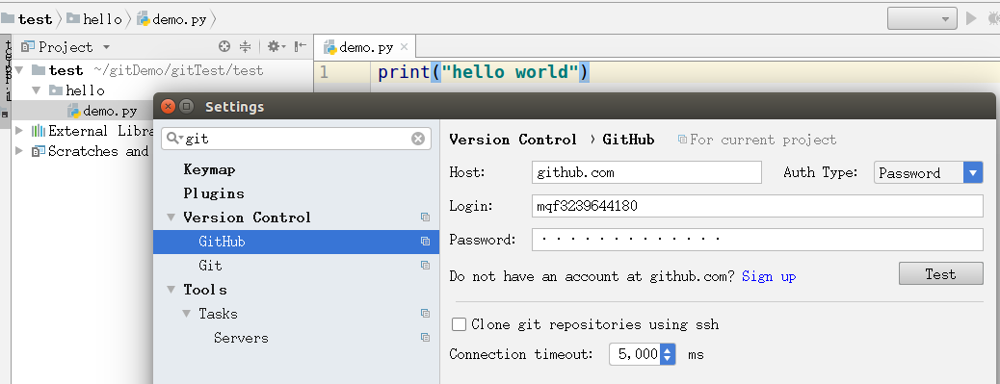 test hello demo.py
Project
demo.py
test ~/gitDemo/gitTest/test
hello
demo.py
External Libra
Scratches and
1 print("hello world")
Settings
git
Keymap
Plugins
Version Control
GitHub
Git
Tools
Tasks
Servers
Version Control › GitHub For current project
Host: github.com Auth Type: Password
Login: mqf3239644180
Password: ·············
Do not have an account at github.com? Sign up Test
Clone git repositories using ssh
Connection timeout: 5,000 ms